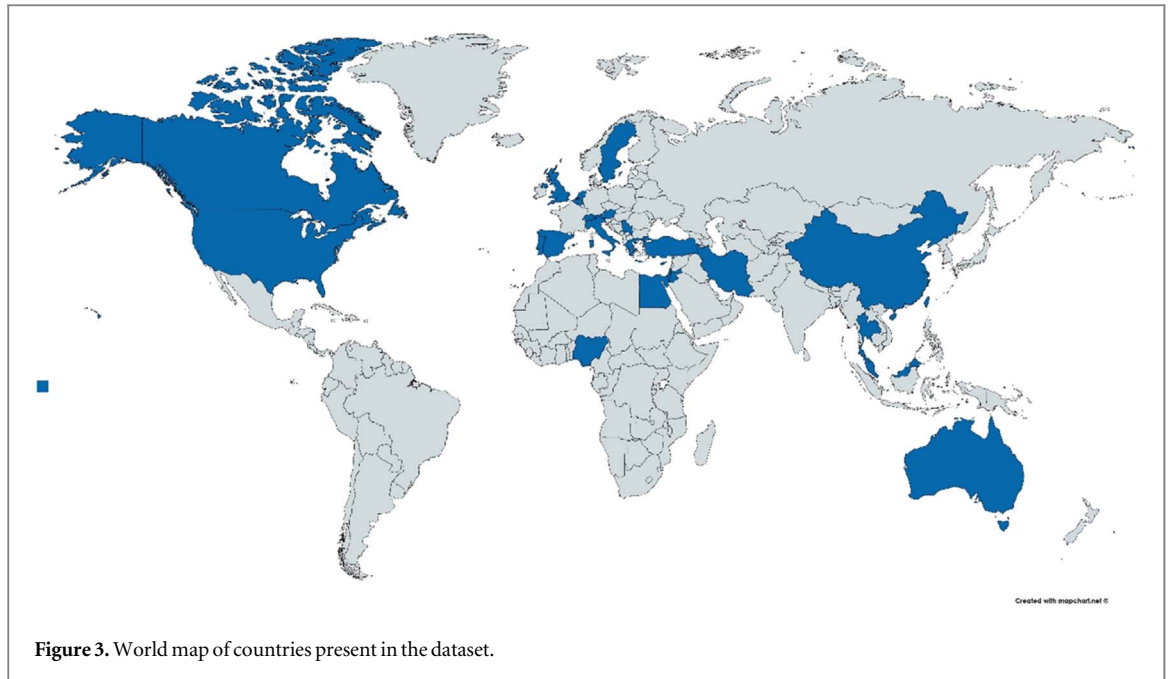 Created with mapchart.net ©
Figure 3. World map of countries present in the dataset.